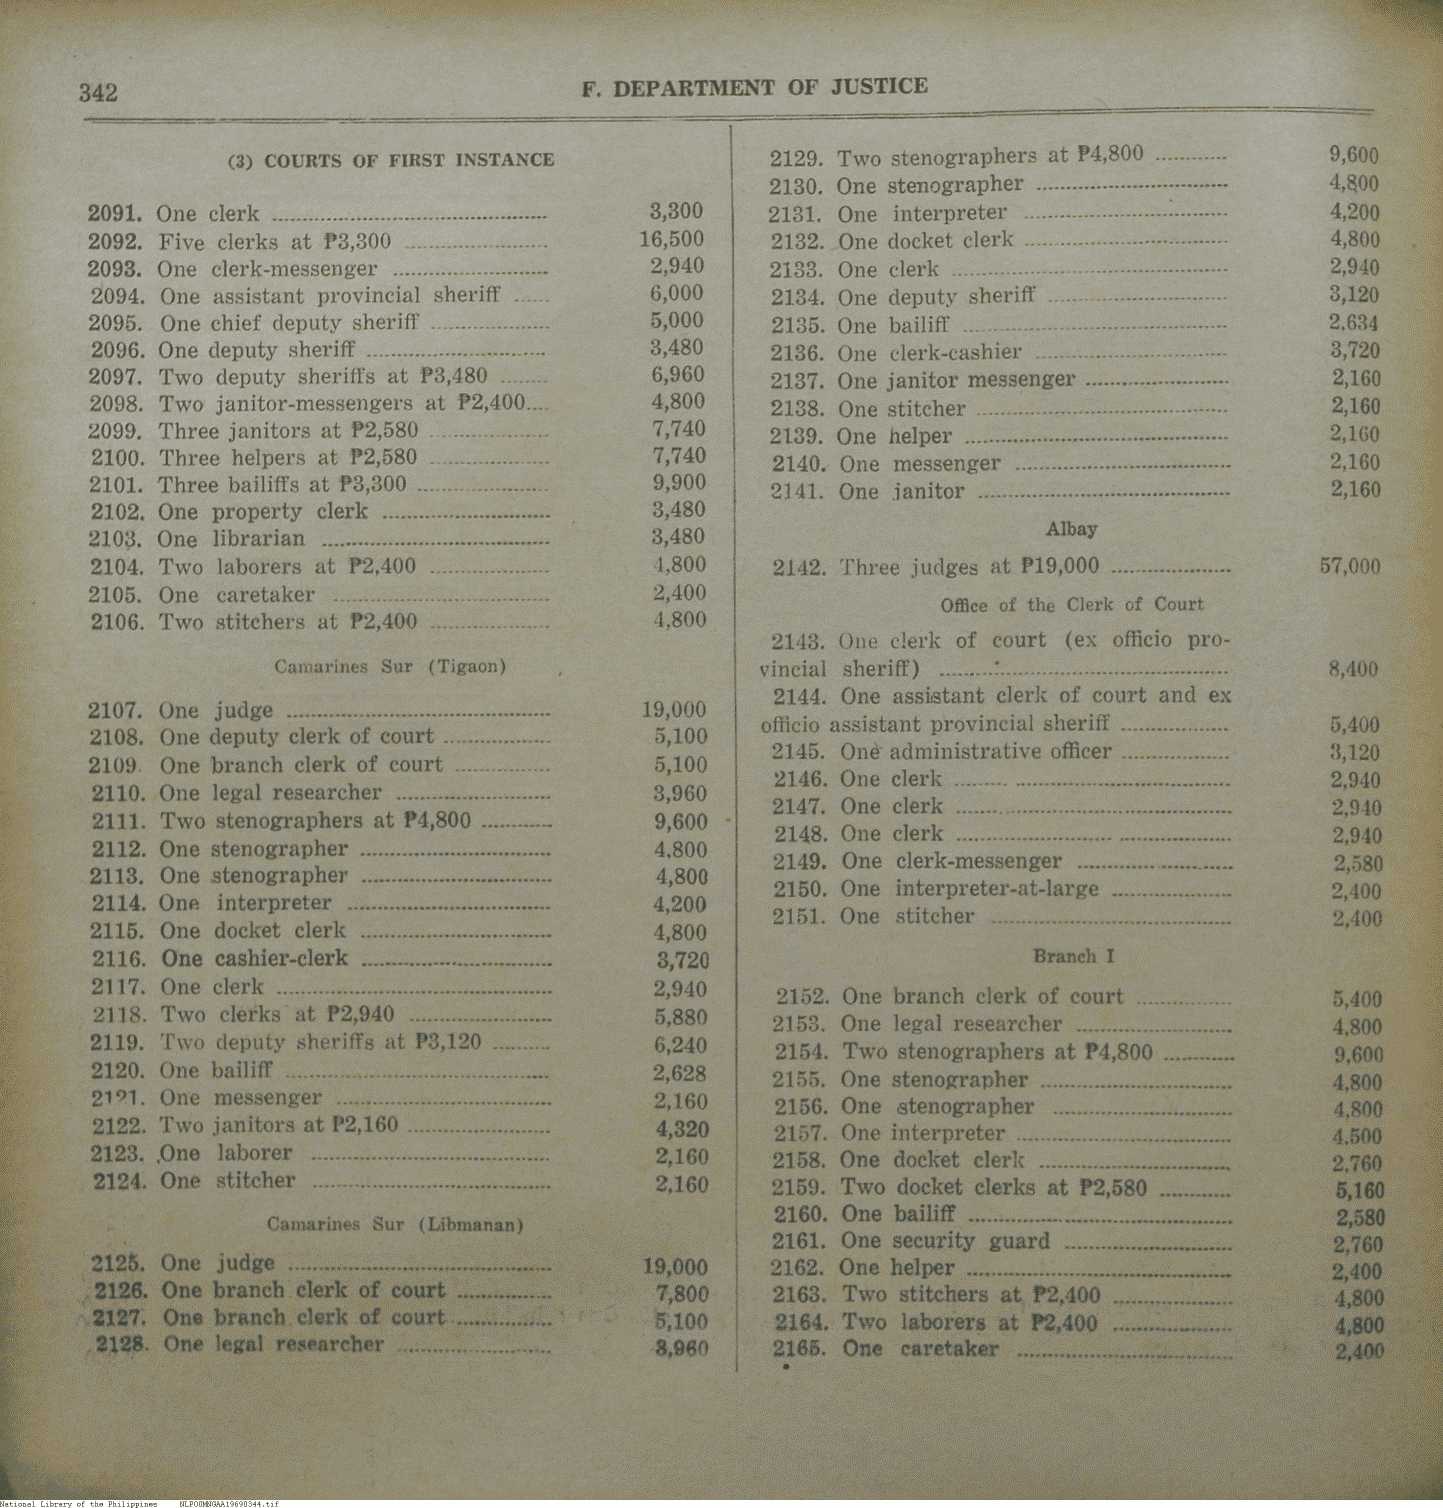 342
F. DEPARTMENT OF JUSTICE
(3) COURTS OF FIRST INSTANCE
2091. One clerk ........ 3,300
2092. Five clerks at ₱3,300 ........ 16,500
2093. One clerk-messenger ........ 2,940
2094. One assistant provincial sheriff ...... 6,000
2095. One chief deputy sheriff ........ 5,000
2096. One deputy sheriff ........ 3,480
2097. Two deputy sheriffs at ₱3,480 ........ 6,960
2098. Two janitor-messengers at ₱2,400.... 4,800
2099. Three janitors at ₱2,580 ........ 7,740
2100. Three helpers at ₱2,580 ........ 7,740
2101. Three bailiffs at ₱3,300 ........ 9,900
2102. One property clerk ........ 3,480
2103. One librarian ........ 3,480
2104. Two laborers at ₱2,400 ........ 4,800
2105. One caretaker ........ 2,400
2106. Two stitchers at ₱2,400 ........ 4,800
Camarines Sur (Tigaon)
2107. One judge ........ 19,000
2108. One deputy clerk of court ........ 5,100
2109. One branch clerk of court ........ 5,100
2110. One legal researcher ........ 3,960
2111. Two stenographers at ₱4,800 ........ 9,600
2112. One stenographer ........ 4,800
2113. One stenographer ........ 4,800
2114. One interpreter ........ 4,200
2115. One docket clerk ........ 4,800
2116. One cashier-clerk ........ 3,720
2117. One clerk ........ 2,940
2118. Two clerks at ₱2,940 ........ 5,880
2119. Two deputy sheriffs at ₱3,120 ........ 6,240
2120. One bailiff ........ 2,628
2121. One messenger ........ 2,160
2122. Two janitors at ₱2,160 ........ 4,320
2123. One laborer ........ 2,160
2124. One stitcher ........ 2,160
Camarines Sur (Libmanan)
2125. One judge ........ 19,000
2126. One branch clerk of court ........ 7,800
2127. One branch clerk of court ........ 5,100
2128. One legal researcher ........ 3,960
2129. Two stenographers at ₱4,800 ........ 9,600
2130. One stenographer ........ 4,800
2131. One interpreter ........ 4,200
2132. One docket clerk ........ 4,800
2133. One clerk ........ 2,940
2134. One deputy sheriff ........ 3,120
2135. One bailiff ........ 2,634
2136. One clerk-cashier ........ 3,720
2137. One janitor messenger ........ 2,160
2138. One stitcher ........ 2,160
2139. One helper ........ 2,160
2140. One messenger ........ 2,160
2141. One janitor ........ 2,160
Albay
2142. Three judges at ₱19,000 ........ 57,000
Office of the Clerk of Court
2143. One clerk of court (ex officio pro-
vincial sheriff) ........ 8,400
2144. One assistant clerk of court and ex
officio assistant provincial sheriff ........ 5,400
2145. One administrative officer ........ 3,120
2146. One clerk ........ 2,940
2147. One clerk ........ 2,940
2148. One clerk ........ 2,940
2149. One clerk-messenger ........ 2,580
2150. One interpreter-at-large ........ 2,400
2151. One stitcher ........ 2,400
Branch I
2152. One branch clerk of court ........ 5,400
2153. One legal researcher ........ 4,800
2154. Two stenographers at ₱4,800 ........ 9,600
2155. One stenographer ........ 4,800
2156. One stenographer ........ 4,800
2157. One interpreter ........ 4,500
2158. One docket clerk ........ 2,760
2159. Two docket clerks at ₱2,580 ........ 5,160
2160. One bailiff ........ 2,580
2161. One security guard ........ 2,760
2162. One helper ........ 2,400
2163. Two stitchers at ₱2,400 ........ 4,800
2164. Two laborers at ₱2,400 ........ 4,800
2165. One caretaker ........ 2,400
National Library of the Philippines NLPOOMNGAA19690344.tif